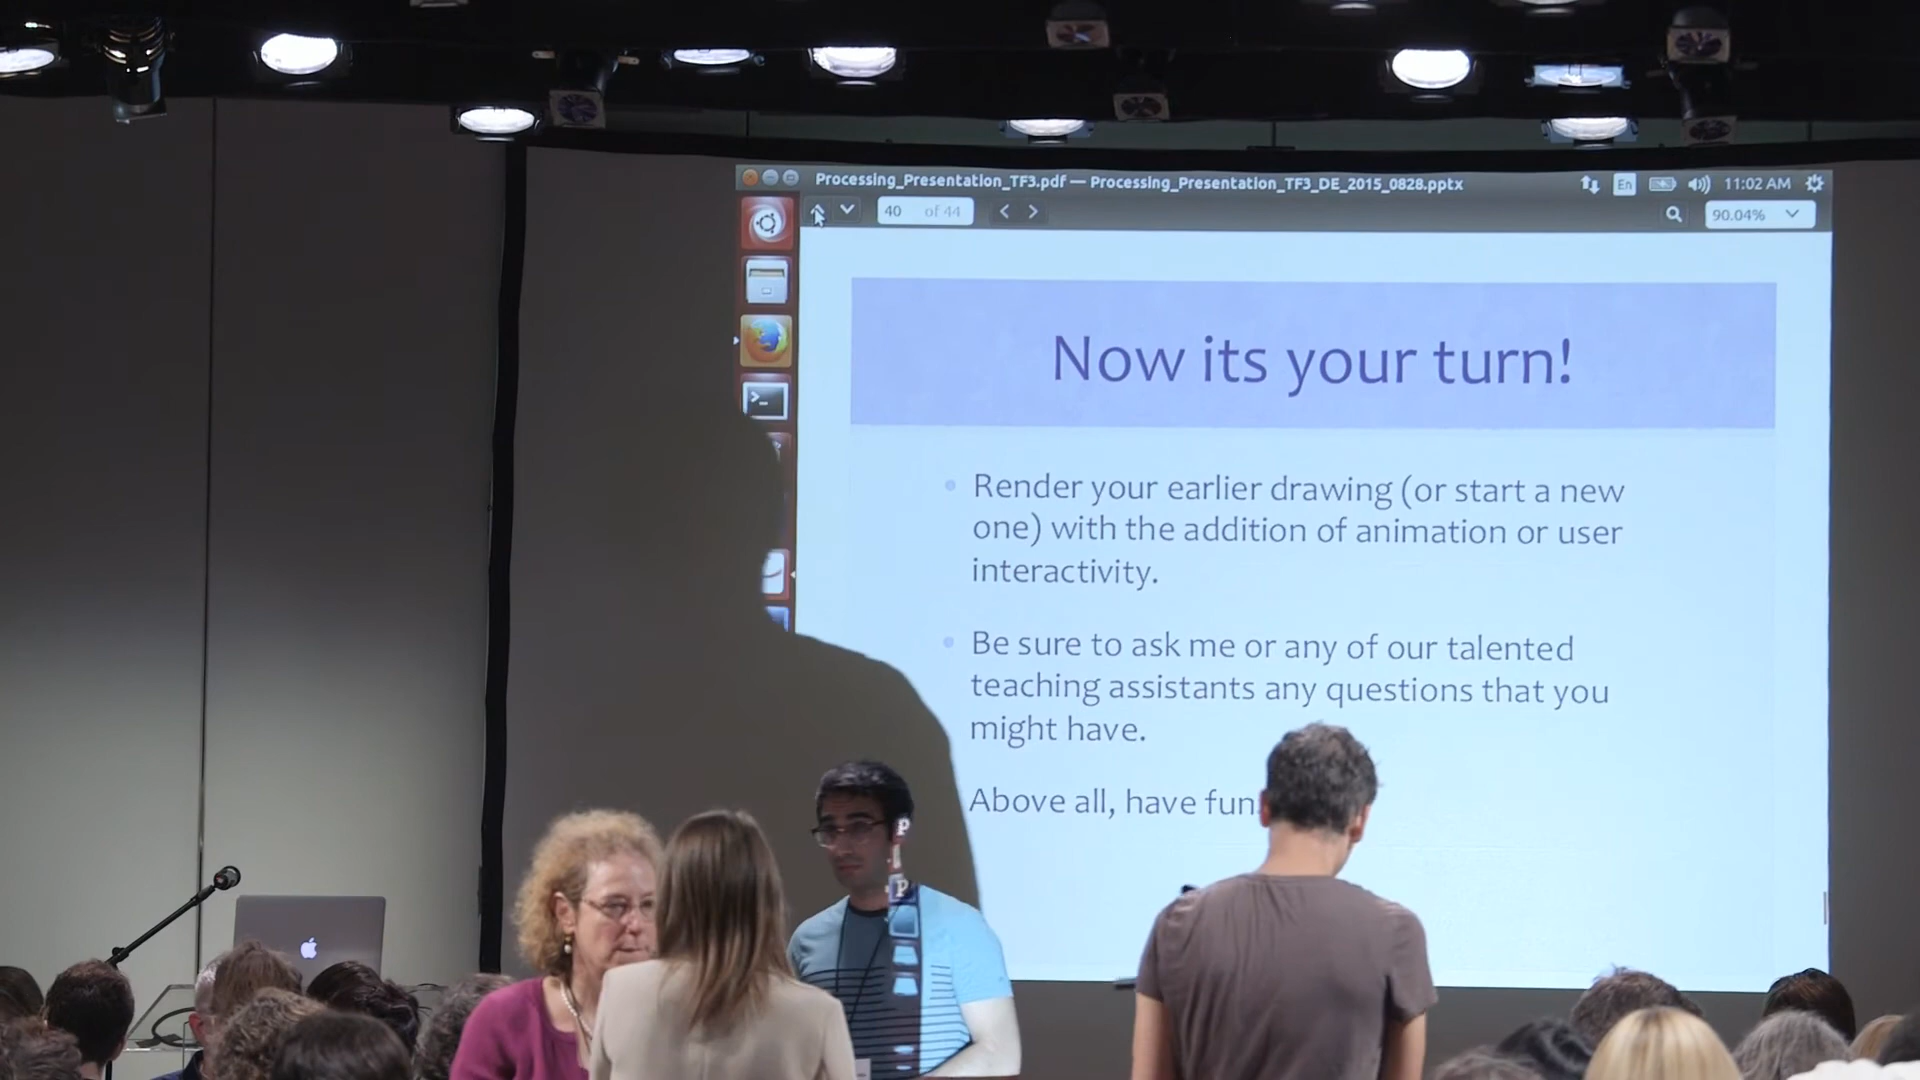 Processing_Presentation_TF3.pdf — Processing_Presentation_TF3_DE_2015_0828.pptx
En
11:02 AM
40 of 44
90.04%
Now its your turn!
Render your earlier drawing (or start a new
one) with the addition of animation or user
interactivity.
Be sure to ask me or any of our talented
teaching assistants any questions that you
might have.
Above all, have fun
P
P